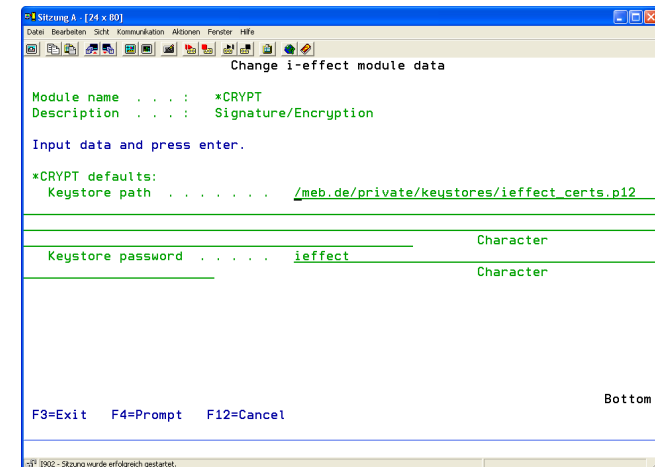 Sitzung A - [24 x 80]
Datei Bearbeiten Sicht Kommunikation Aktionen Fenster Hilfe
Change i-effect module data
Module name . . . : *CRYPT
Description . . . : Signature/Encryption
Input data and press enter.
*CRYPT defaults:
Keystore path . . . . . . . /meb.de/private/keystores/ieffect_certs.p12
Character
Keystore password . . . . . ieffect
Character
Bottom
F3=Exit F4=Prompt F12=Cancel
I902 - Sitzung wurde erfolgreich gestartet.